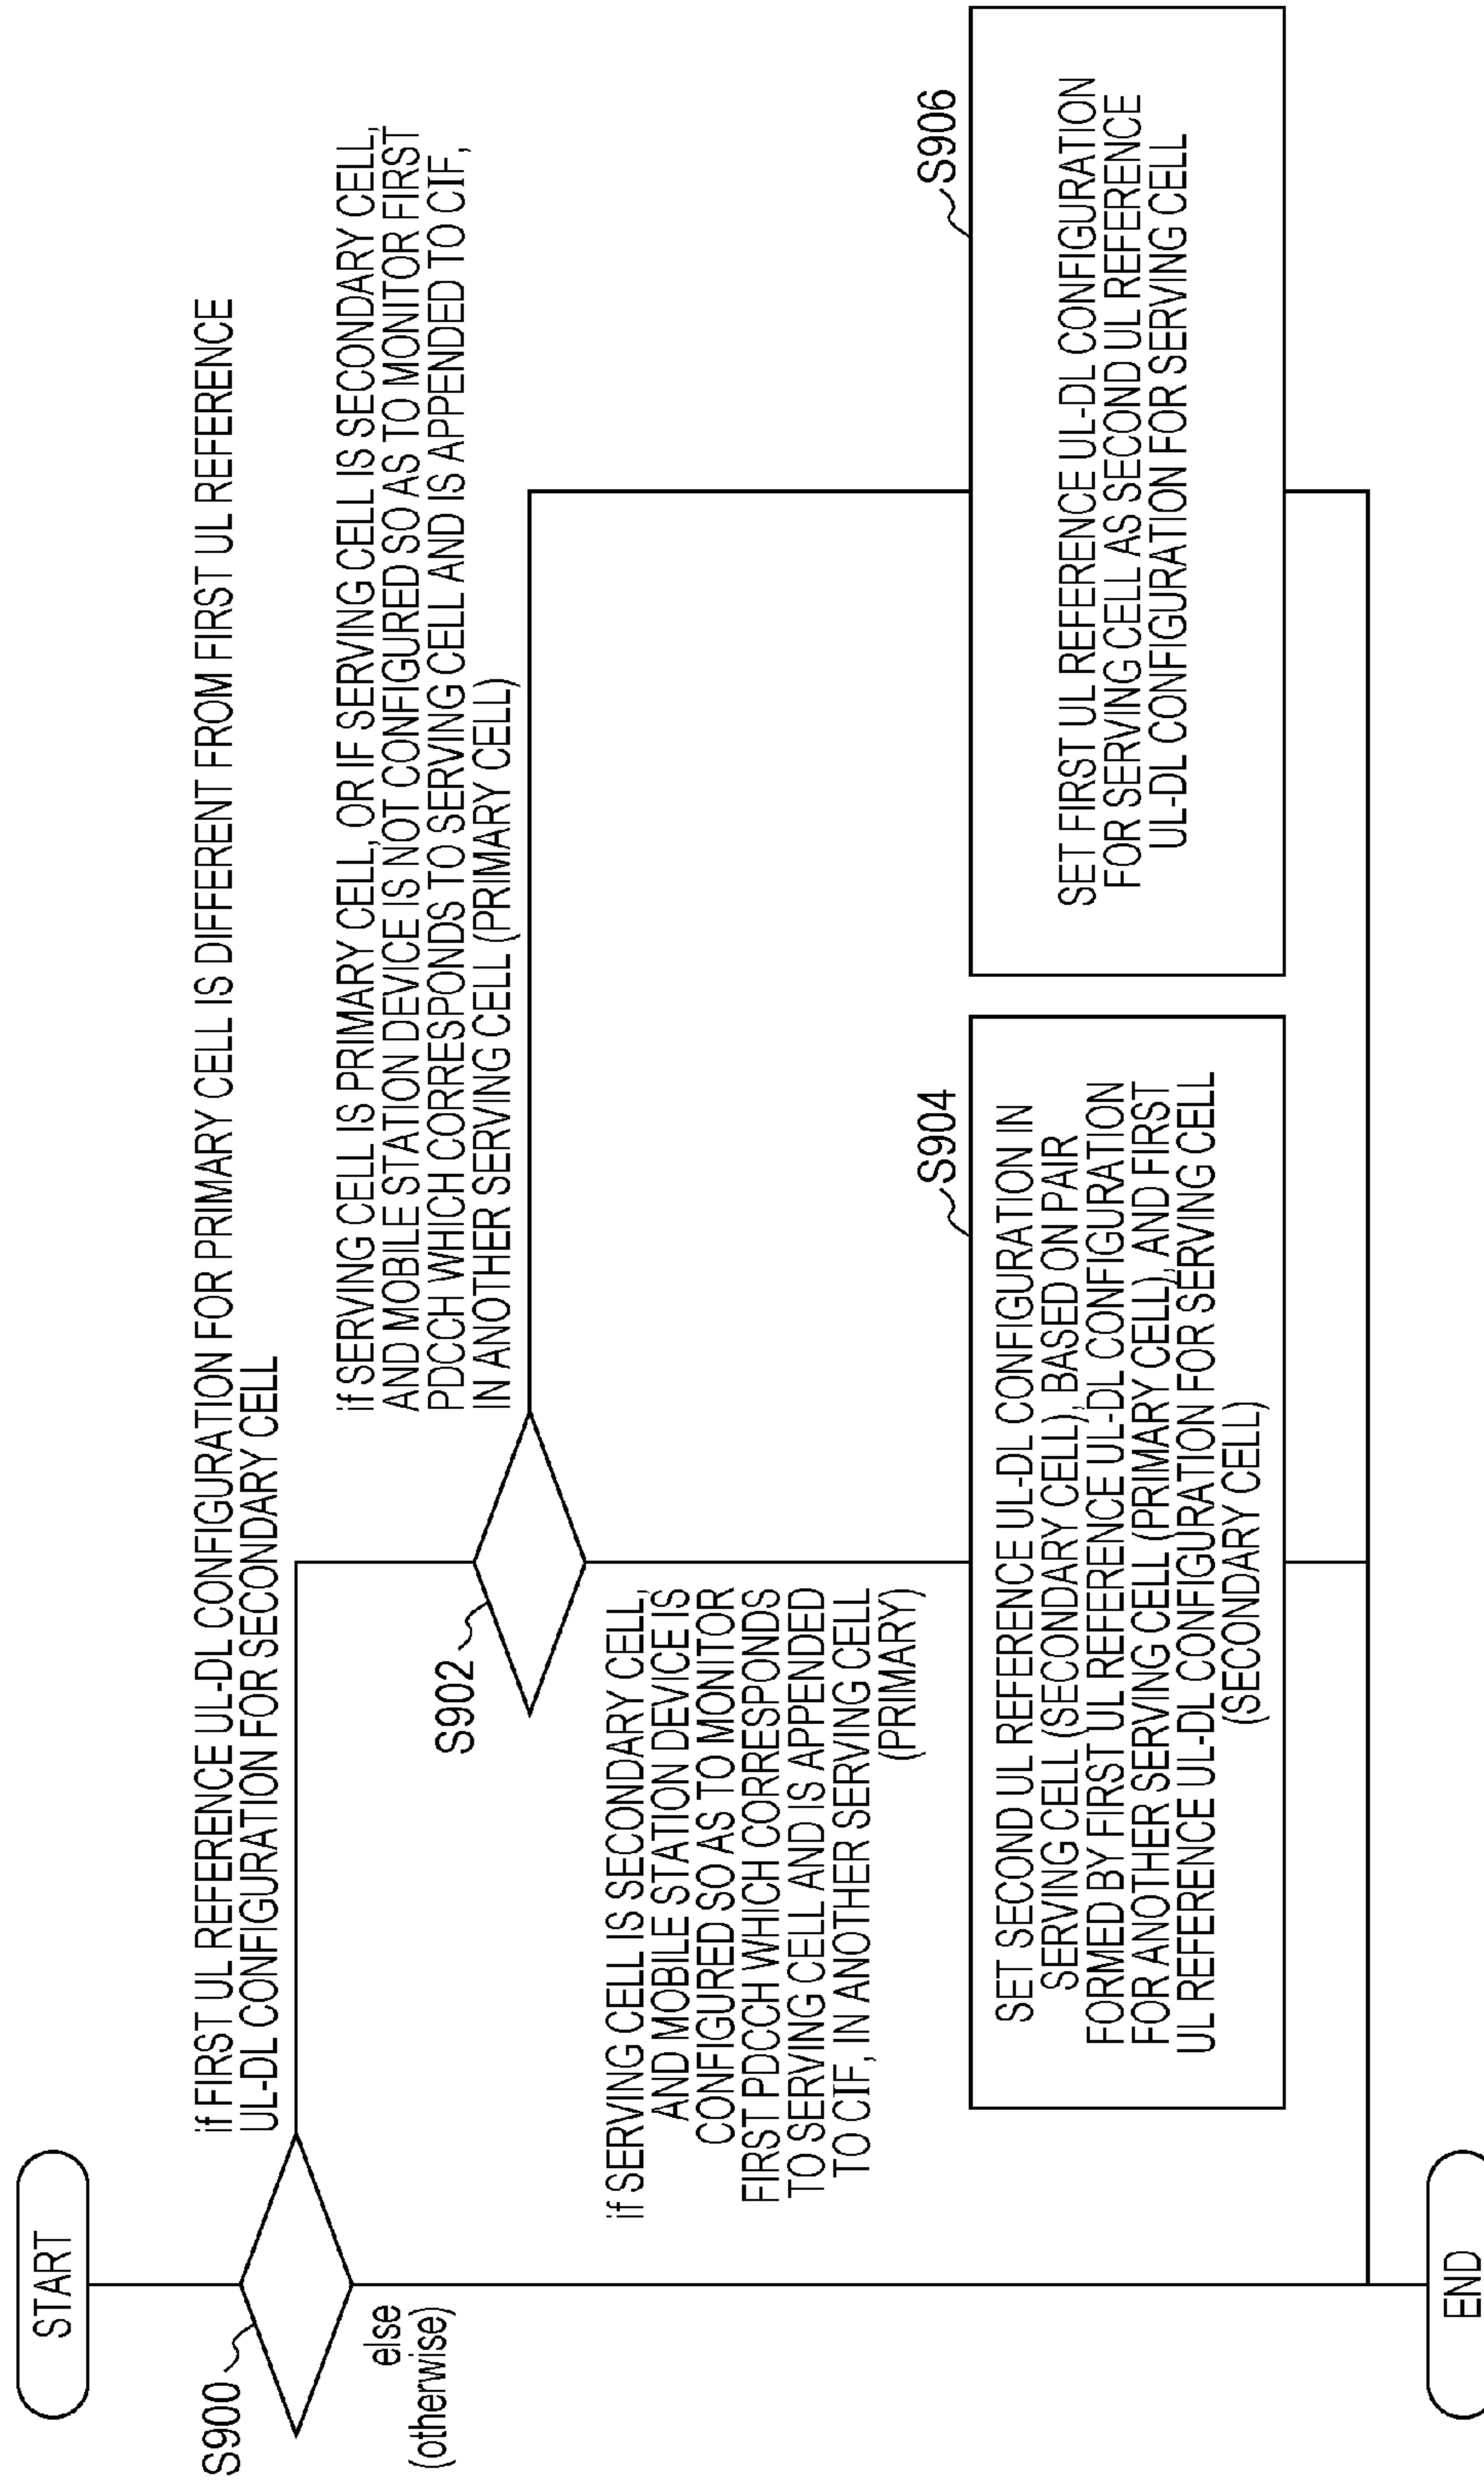 START
S900
if FIRST UL REFERENCE UL-DL CONFIGURATION FOR PRIMARY CELL IS DIFFERENT FROM FIRST UL REFERENCE
UL-DL CONFIGURATION FOR SECONDARY CELL
else
(otherwise)
S902
if SERVING CELL IS PRIMARY CELL, OR IF SERVING CELL IS SECONDARY CELL,
AND MOBILE STATION DEVICE IS NOT CONFIGURED SO AS TO MONITOR FIRST
PDCCH WHICH CORRESPONDS TO SERVING CELL AND IS APPENDED TO CIF,
IN ANOTHER SERVING CELL (PRIMARY CELL)
if SERVING CELL IS SECONDARY CELL,
AND MOBILE STATION DEVICE IS
CONFIGURED SO AS TO MONITOR
FIRST PDCCH WHICH CORRESPONDS
TO SERVING CELL AND IS APPENDED
TO CIF, IN ANOTHER SERVING CELL
(PRIMARY)
S904
SET SECOND UL REFERENCE UL-DL CONFIGURATION IN
SERVING CELL (SECONDARY CELL), BASED ON PAIR
FORMED BY FIRST UL REFERENCE UL-DL CONFIGURATION
FOR ANOTHER SERVING CELL (PRIMARY CELL), AND FIRST
UL REFERENCE UL-DL CONFIGURATION FOR SERVING CELL
(SECONDARY CELL)
S906
SET FIRST UL REFERENCE UL-DL CONFIGURATION
FOR SERVING CELL AS SECOND UL REFERENCE
UL-DL CONFIGURATION FOR SERVING CELL
END